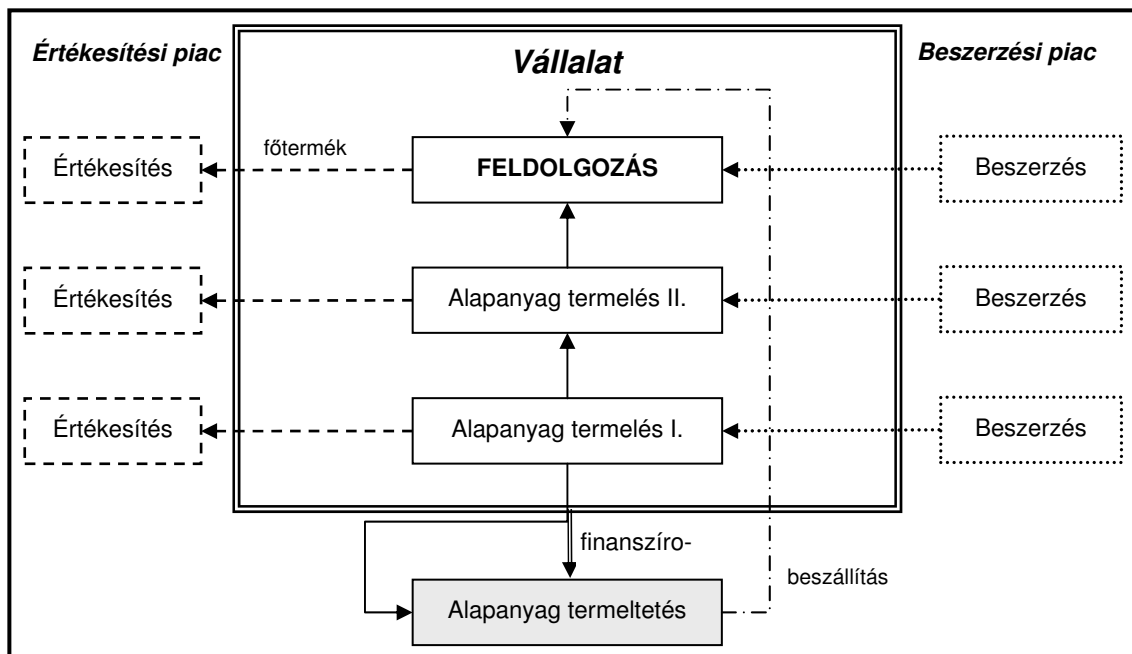 Értékesítési piac
Vállalat
Beszerzési piac
Értékesítés
főtermék
FELDOLGOZÁS
Beszerzés
Értékesítés
Alapanyag termelés II.
Beszerzés
Értékesítés
Alapanyag termelés I.
Beszerzés
finanszíro-
beszállítás
Alapanyag termeltetés